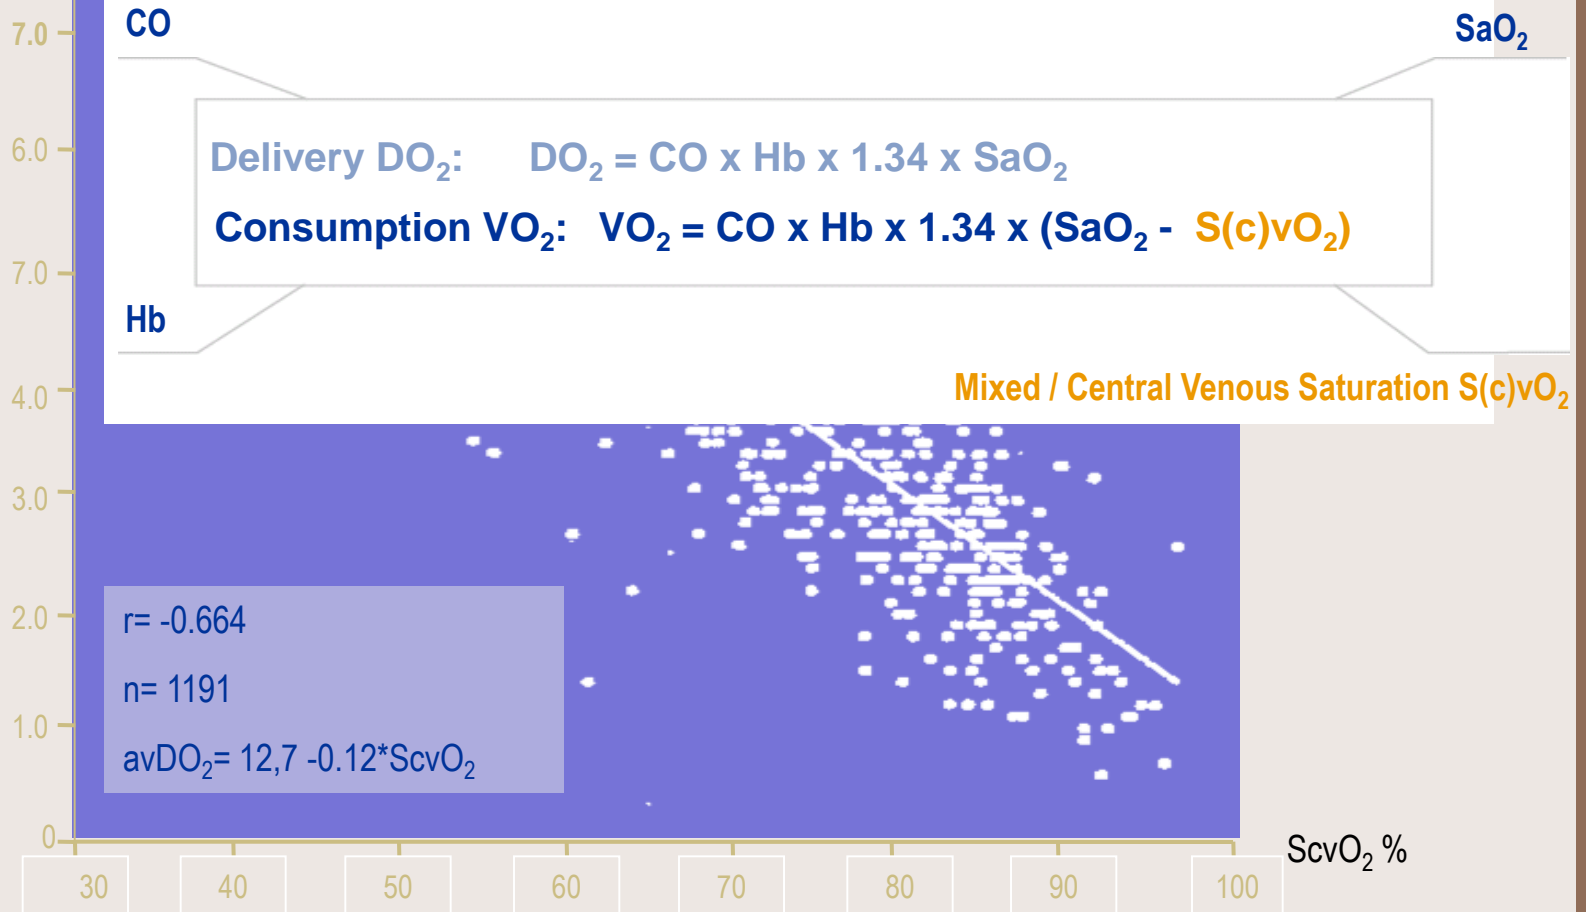 CO
SaO₂
Delivery DO₂: DO₂ = CO x Hb x 1.34 x SaO₂
Consumption VO₂: VO₂ = CO x Hb x 1.34 x (SaO₂ - S(c)vO₂)
Hb
Mixed / Central Venous Saturation S(c)vO₂
7.0
6.0
7.0
4.0
3.0
2.0
1.0
0
r= -0.664
n= 1191
avDO₂= 12,7 -0.12*ScvO₂
ScvO₂ %
30 40 50 60 70 80 90 100